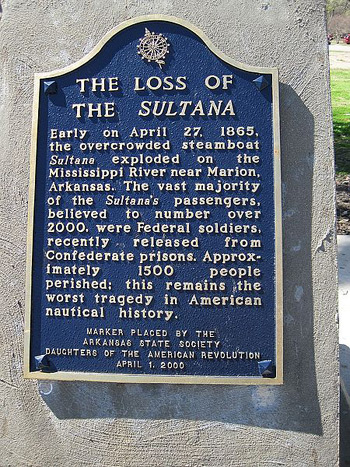 THE LOSS OF
THE SULTANA
Early on April 27, 1865,
the overcrowded steamboat
Sultana exploded on the
Mississippi River near Marion,
Arkansas. The vast majority
of the Sultana's passengers,
believed to number over
2000, were Federal soldiers,
recently released from
Confederate prisons. Approx-
imately 1500 people
perished; this remains the
worst tragedy in American
nautical history.
MARKER PLACED BY THE
ARKANSAS STATE SOCIETY
DAUGHTERS OF THE AMERICAN REVOLUTION
APRIL 1, 2000